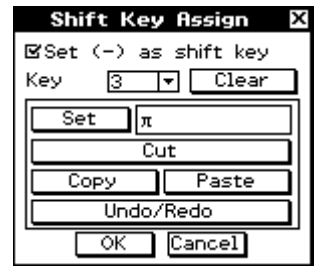 Shift Key Assign X
Set (-) as shift key
Key 3 Clear
Set π
Cut
Copy Paste
Undo/Redo
OK Cancel